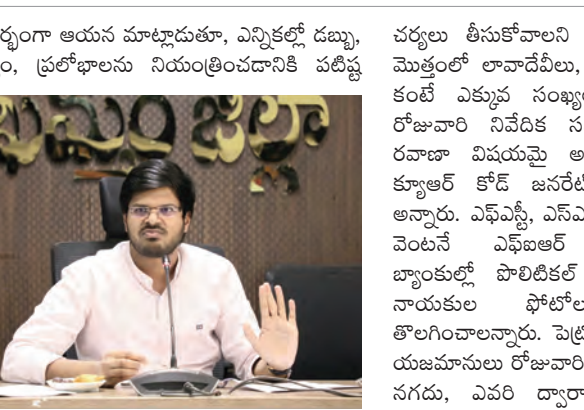 ర్భంగా ఆయన మాట్లాడుతూ, ఎన్నికల్లో డబ్బు,
ప్రలోభాలను నియంత్రించడానికి పటిష్ట
ఖమ్మం జిల్లా
చర్యలు తీసుకోవాలని
మొత్తంలో లావాదేవీలు,
కంటే ఎక్కువ సంఖ్య
రోజువారి నివేదిక స
రవాణా విషయమై అ
క్యూఆర్ కోడ్ జనరేట్
అన్నారు. ఎఫ్ఎస్టీ, ఎస్ఎ
వెంటనే ఎఫ్ఐఆర్
బ్యాంకుల్లో పొలిటికల్
నాయకుల ఫోటోల
తొలగించాలన్నారు. పెట్రో
యజమానులు రోజువారి
నగదు, ఎవరి ద్వారా